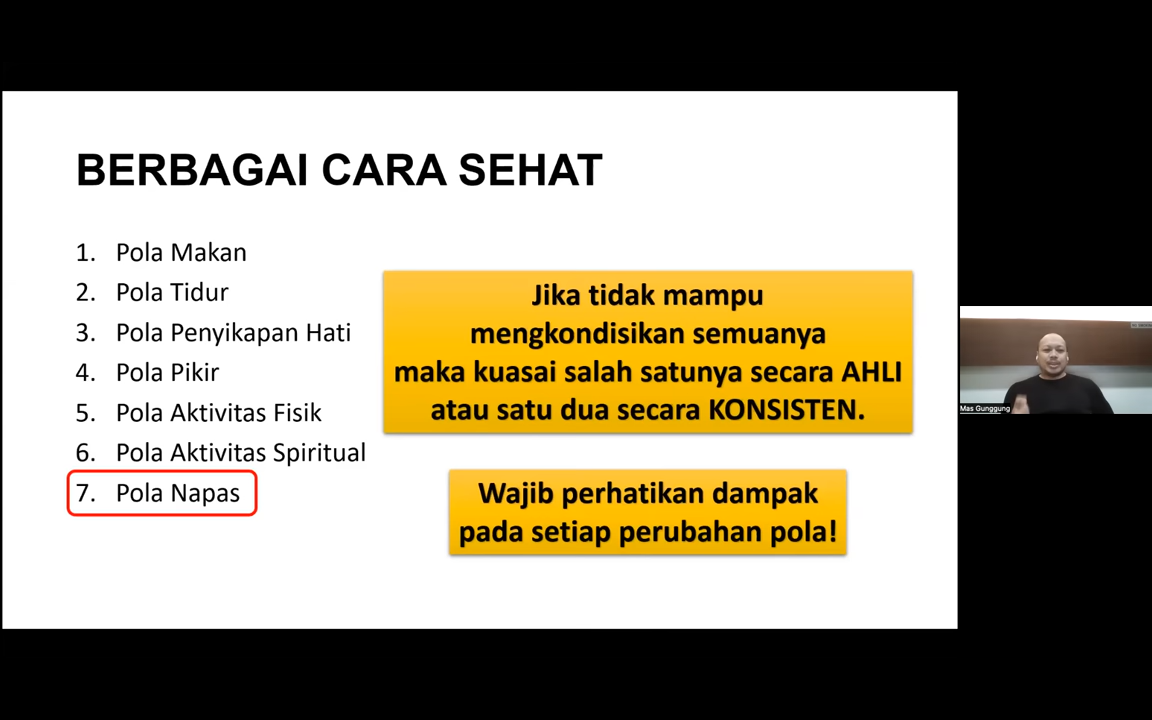 BERBAGAI CARA SEHAT
1. Pola Makan
2. Pola Tidur
3. Pola Penyikapan Hati
4. Pola Pikir
5. Pola Aktivitas Fisik
6. Pola Aktivitas Spiritual
7. Pola Napas
Jika tidak mampu
mengkondisikan semuanya
maka kuasai salah satunya secara AHLI
atau satu dua secara KONSISTEN.
Wajib perhatikan dampak
pada setiap perubahan pola!
Mas Gunggung